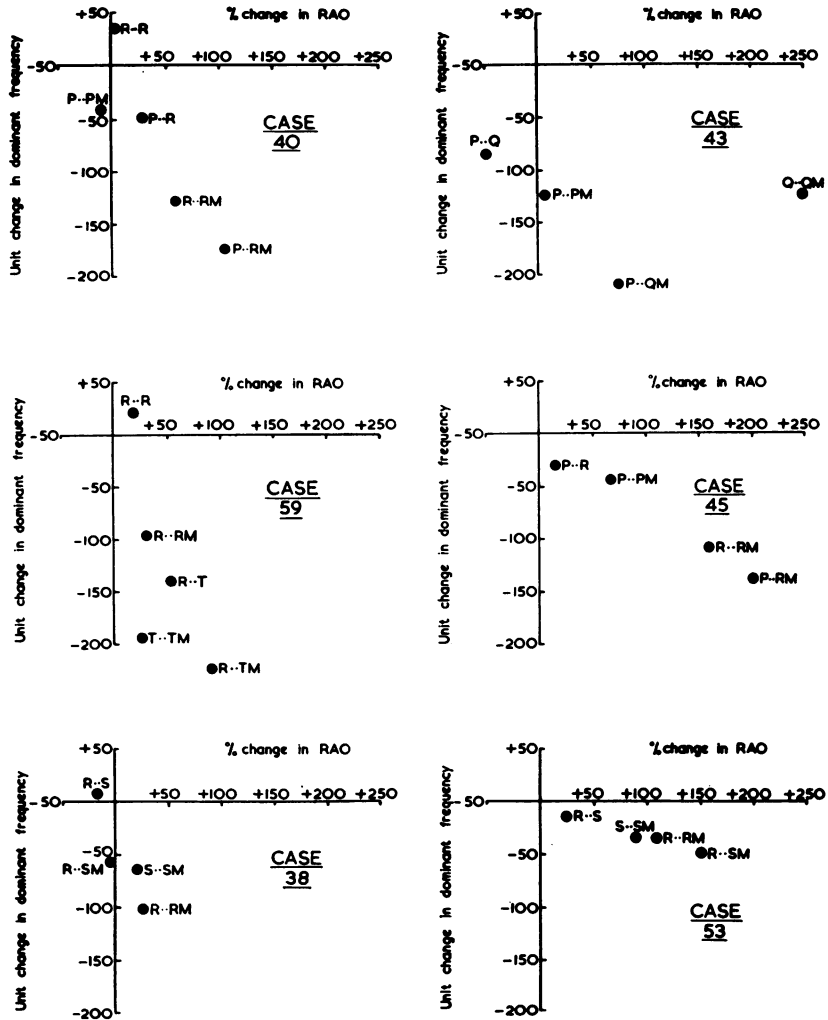 +50
% change in RAO
R··R
-50
+50
+100
+150
+200
+250
P··PM
-50
P··R
CASE
40
-100
R··RM
-150
P··RM
-200
Unit change in dominant frequency
+50
% change in RAO
-50
+50
+100
+150
+200
+250
-50
CASE
43
P··Q
-100
P··PM
Q··QM
-150
-200
P··QM
Unit change in dominant frequency
+50
% change in RAO
R··R
-50
+50
+100
+150
+200
+250
-50
CASE
59
R··RM
-100
R··T
-150
T··TM
-200
R··TM
Unit change in dominant frequency
+50
% change in RAO
-50
+50
+100
+150
+200
+250
P··R
P··PM
-50
CASE
45
R··RM
-100
P··RM
-150
-200
Unit change in dominant frequency
+50
% change in RAO
R··S
-50
+50
+100
+150
+200
+250
-50
R··SM
S··SM
CASE
38
R··RM
-100
-150
-200
Unit change in dominant frequency
+50
% change in RAO
-50
+50
+100
+150
+200
+250
R··S
S··SM
R··RM
-50
R··SM
-100
CASE
53
-150
-200
Unit change in dominant frequency